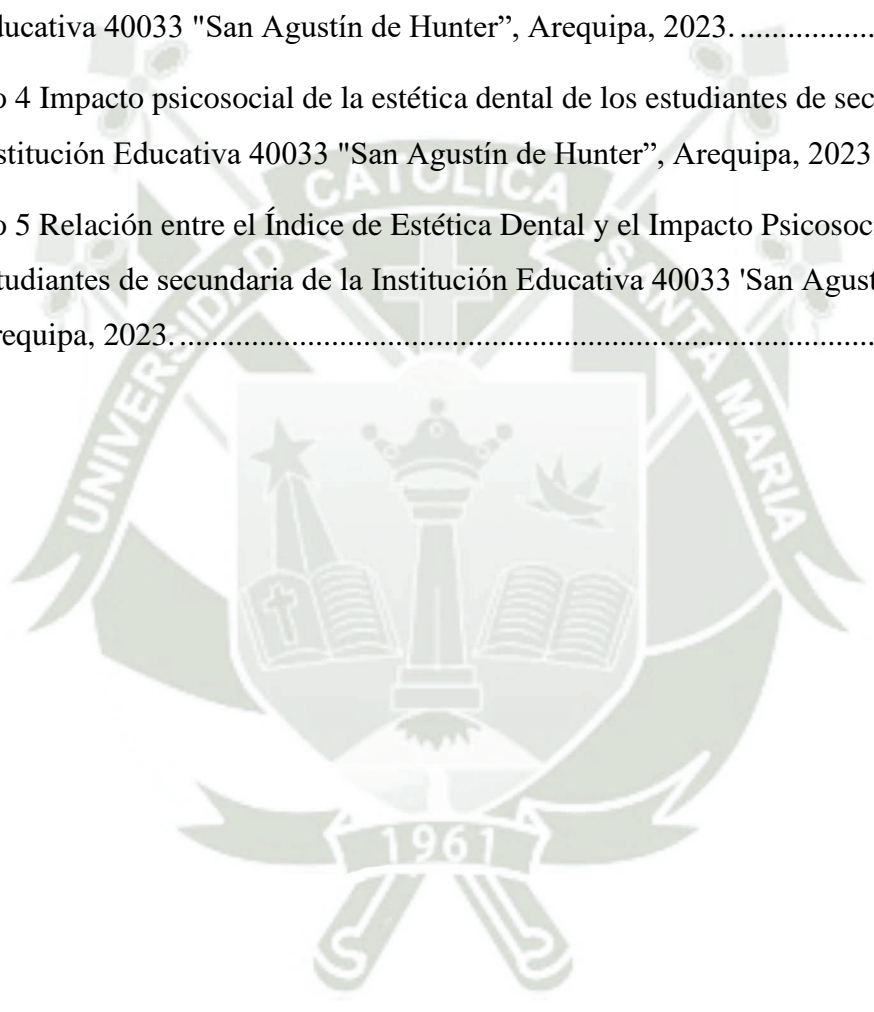 ducativa 40033 "San Agustín de Hunter”, Arequipa, 2023. ..................
o 4 Impacto psicosocial de la estética dental de los estudiantes de sec
stitución Educativa 40033 "San Agustín de Hunter”, Arequipa, 2023
o 5 Relación entre el Índice de Estética Dental y el Impacto Psicosoc
tudiantes de secundaria de la Institución Educativa 40033 'San Agust
requipa, 2023. ................................................................................
UNIVERSIDAD CATOLICA SANTA MARIA
1961